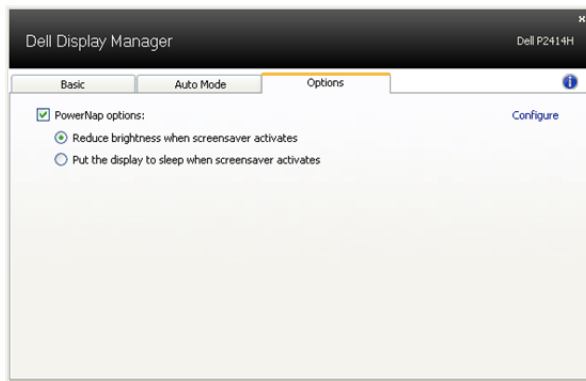 Dell Display Manager
Dell P2414H
Basic
Auto Mode
Options
PowerNap options:
Configure
Reduce brightness when screensaver activates
Put the display to sleep when screensaver activates